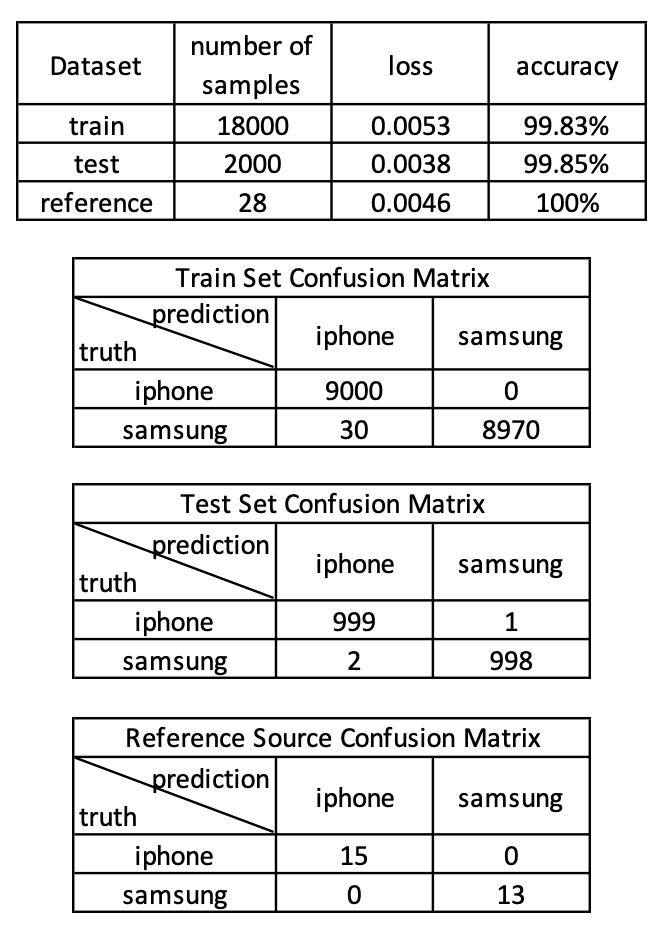 Dataset number of samples loss accuracy
train 18000 0.0053 99.83%
test 2000 0.0038 99.85%
reference 28 0.0046 100%
Train Set Confusion Matrix
prediction truth iphone samsung
iphone 9000 0
samsung 30 8970
Test Set Confusion Matrix
prediction truth iphone samsung
iphone 999 1
samsung 2 998
Reference Source Confusion Matrix
prediction truth iphone samsung
iphone 15 0
samsung 0 13